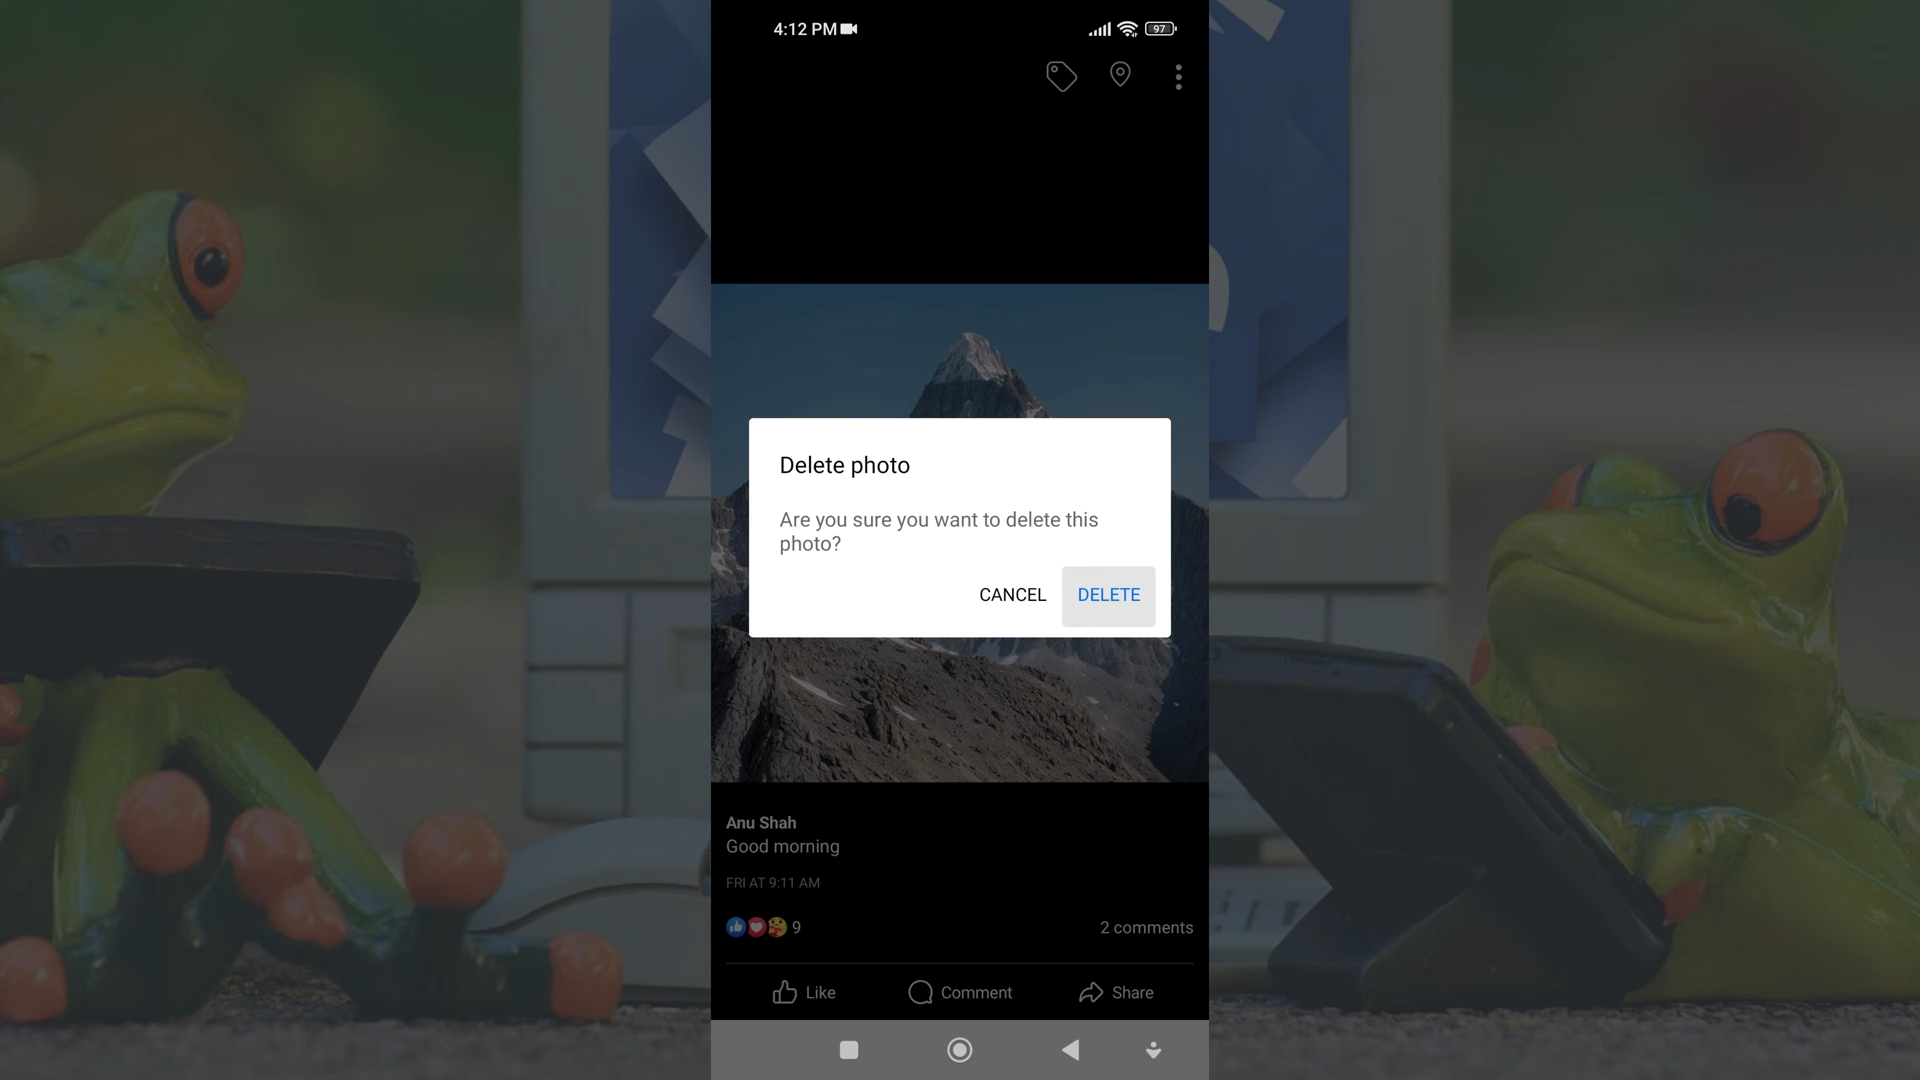 4:12 PM
97
Delete photo
Are you sure you want to delete this
photo?
CANCEL
DELETE
Anu Shah
Good morning
FRI AT 9:11 AM
9
2 comments
Like
Comment
Share